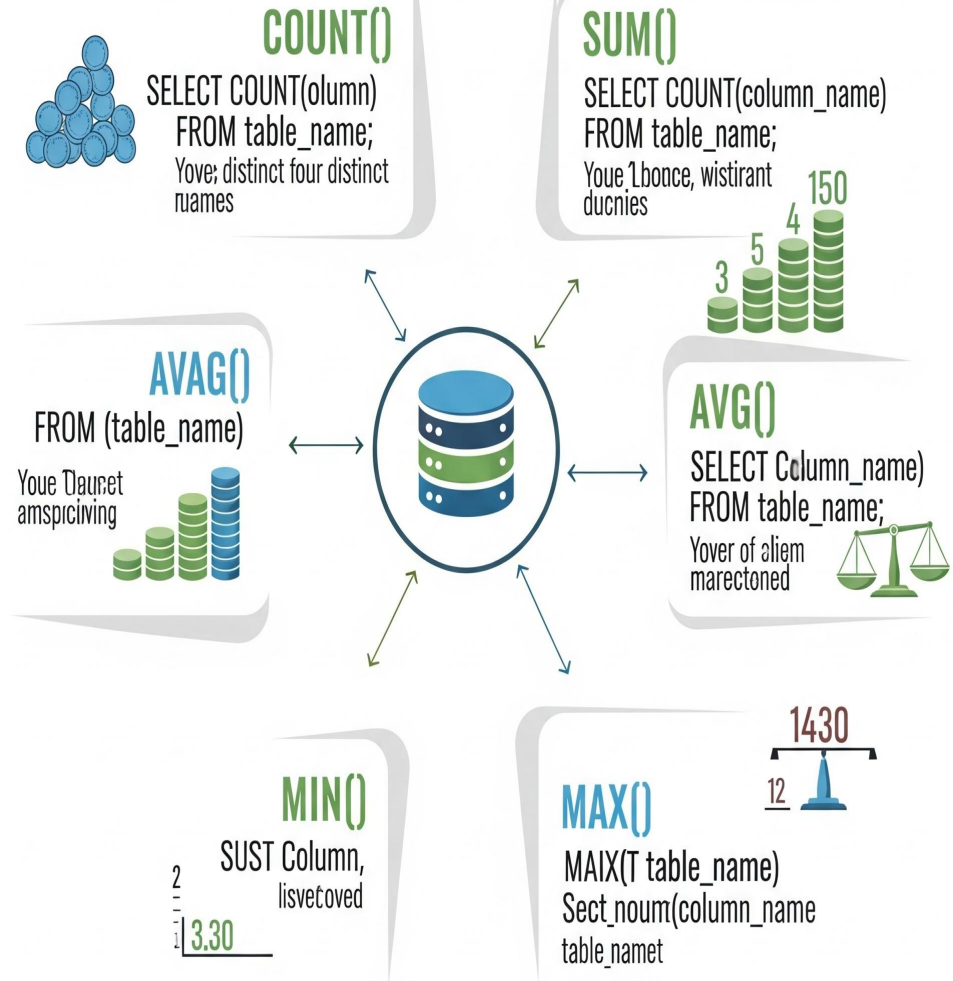 COUNT()
SELECT COUNT(olumn)
FROM table_name;
Yove; distinct four distinct
ruames
SUM()
SELECT COUNT(column_name)
FROM table_name;
Youe 1bonce, wistirant
ducnies
3
5
4
150
AVAG()
FROM (table_name)
Youe
amspiciving
AVG()
SELECT Column_name)
FROM table_name;
Yover of aliem
marectoned
MIN()
SUST Column,
lisvetoved
2
1
3.30
1430
12
MAX()
MAIX(T table_name)
Sect_noum(column_name
table_namet